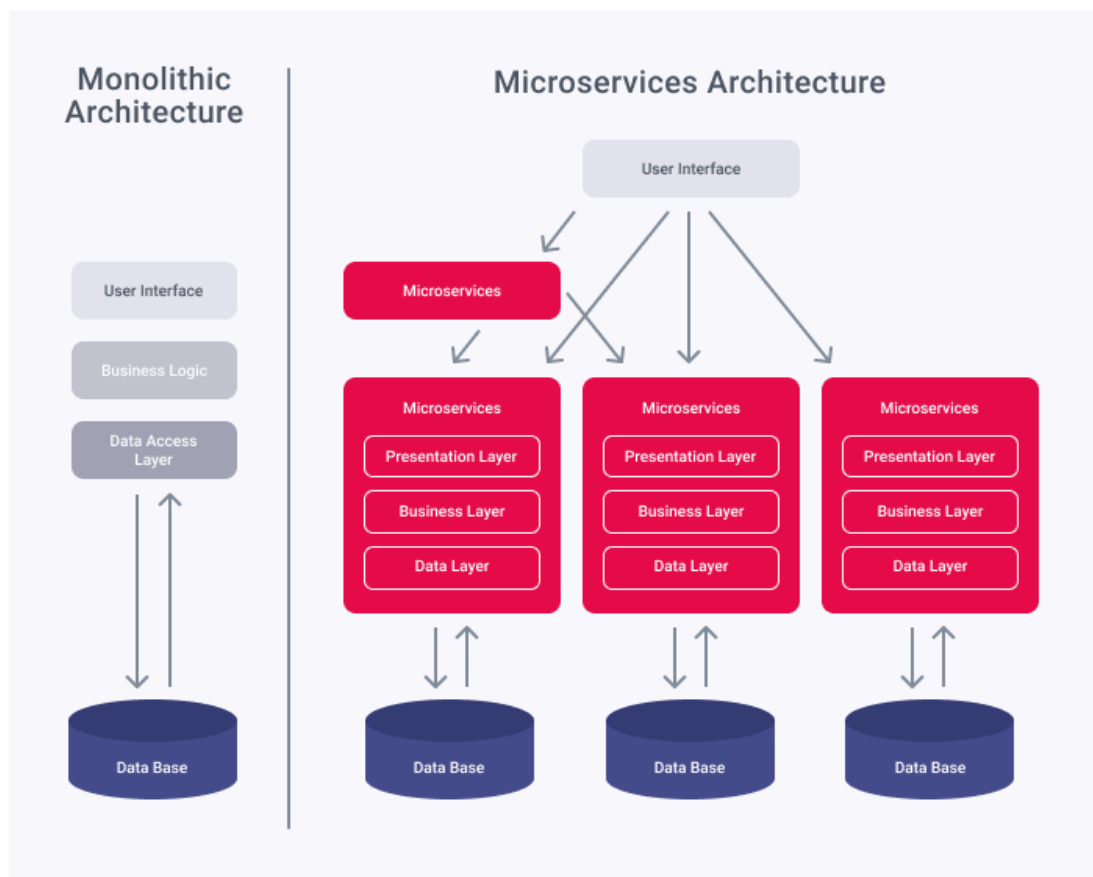 Monolithic
Architecture
User Interface
Business Logic
Data Access
Layer
Data Base
Microservices Architecture
User Interface
Microservices
Microservices
Presentation Layer
Business Layer
Data Layer
Data Base
Microservices
Presentation Layer
Business Layer
Data Layer
Data Base
Microservices
Presentation Layer
Business Layer
Data Layer
Data Base